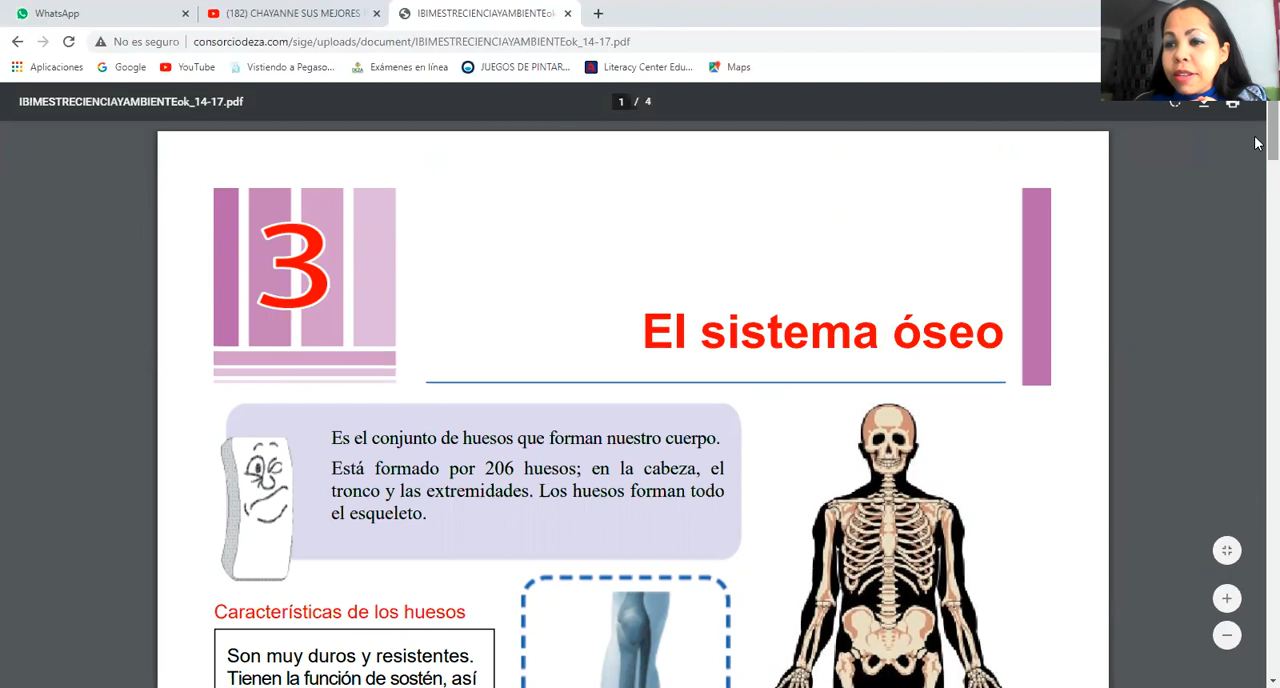 WhatsApp
(182) CHAYANNE SUS MEJORES
IBIMESTRECIENCIAYAMBIENTEok
No es seguro
consorciodeza.com/sige/uploads/document/IBIMESTRECIENCIAYAMBIENTEok_14-17.pdf
Aplicaciones
Google
YouTube
Vistiendo a Pegaso...
Exámenes en línea
JUEGOS DE PINTAR...
Literacy Center Edu...
Maps
IBIMESTRECIENCIAYAMBIENTEok_14-17.pdf
1 / 4
3
El sistema óseo
Es el conjunto de huesos que forman nuestro cuerpo.
Está formado por 206 huesos; en la cabeza, el
tronco y las extremidades. Los huesos forman todo
el esqueleto.
Características de los huesos
Son muy duros y resistentes.
Tienen la función de sostén, así